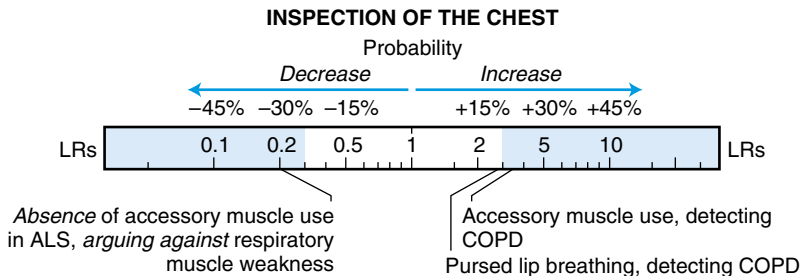 INSPECTION OF THE CHEST
Probability
Decrease Increase
–45% –30% –15% +15% +30% +45%
LRs 0.1 0.2 0.5 1 2 5 10 LRs
Absence of accessory muscle use
in ALS, arguing against respiratory
muscle weakness
Accessory muscle use, detecting
COPD
Pursed lip breathing, detecting COPD